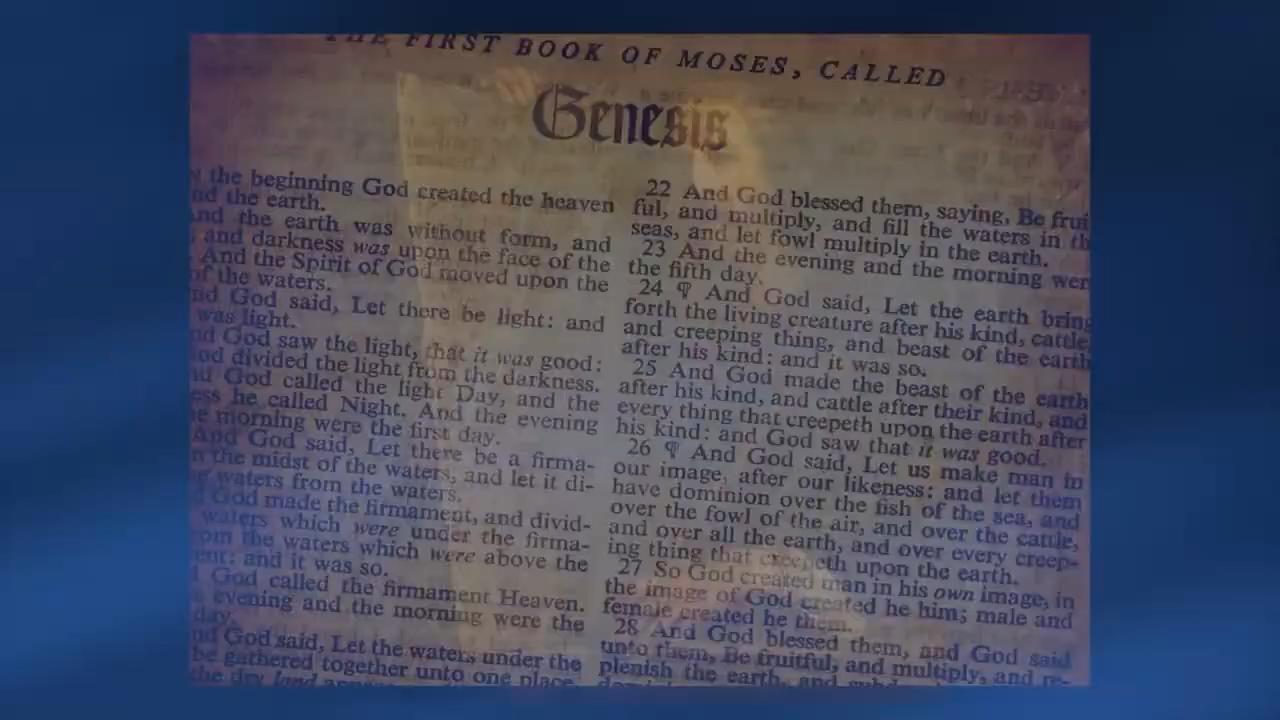 THE FIRST BOOK OF MOSES, CALLED
Genesis
the beginning God created the heaven
nd the earth.
nd the earth was without form, and
and darkness was upon the face of the
And the Spirit of God moved upon the
of the waters.
nd God said, Let there be light: and
was light.
nd God saw the light, that it was good:
od divided the light from the darkness.
nd God called the light Day, and the
ess he called Night. And the evening
e morning were the first day.
And God said, Let there be a firma-
n the midst of the waters, and let it di-
waters from the waters.
God made the firmament, and divid-
waters which were under the firma-
om the waters which were above the
ent: and it was so.
God called the firmament Heaven.
evening and the morning were the
day.
nd God said, Let the waters under the
be gathered together unto one place,
the dry land
22 And God blessed them, saying, Be frui
ful, and multiply, and fill the waters in th
seas, and let fowl multiply in the earth.
23 And the evening and the morning wer
the fifth day.
24 ¶ And God said, Let the earth bring
forth the living creature after his kind, cattle,
and creeping thing, and beast of the earth
after his kind: and it was so.
25 And God made the beast of the earth
after his kind, and cattle after their kind, and
every thing that creepeth upon the earth after
his kind: and God saw that it was good.
26 ¶ And God said, Let us make man in
our image, after our likeness: and let them
have dominion over the fish of the sea, and
over the fowl of the air, and over the cattle,
and over all the earth, and over every creep-
ing thing that creepeth upon the earth.
27 So God created man in his own image, in
the image of God created he him; male and
female created he them.
28 And God blessed them, and God said
unto them, Be fruitful, and multiply, and re-
plenish the earth, and